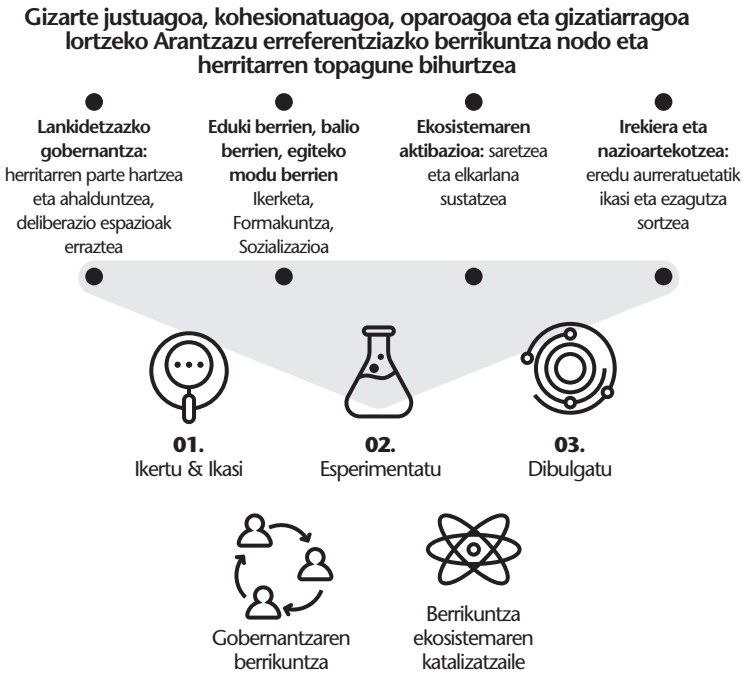 Gizarte justuagoa, kohesionatuagoa, oparoagoa eta gizatiarragoa
lortzeko Arantzazu erreferentziazko berrikuntza nodo eta
herritarren topagune bihurtzea
Lankidetzazko
gobernantza:
herritarren parte hartzea
eta ahalduntzea,
deliberazio espazioak
erraztea
Eduki berrien, balio
berrien, egiteko
modu berrien
Ikerketa,
Formakuntza,
Sozializazioa
Ekosistemaren
aktibazioa: saretzea
eta elkarlana
sustatzea
Irekiera eta
nazioartekotzea:
eredu aurreratuetatik
ikasi eta ezagutza
sortzea
01.
Ikertu & Ikasi
02.
Esperimentatu
03.
Dibulgatu
Gobernantzaren
berrikuntza
Berrikuntza
ekosistemaren
katalizatzaile